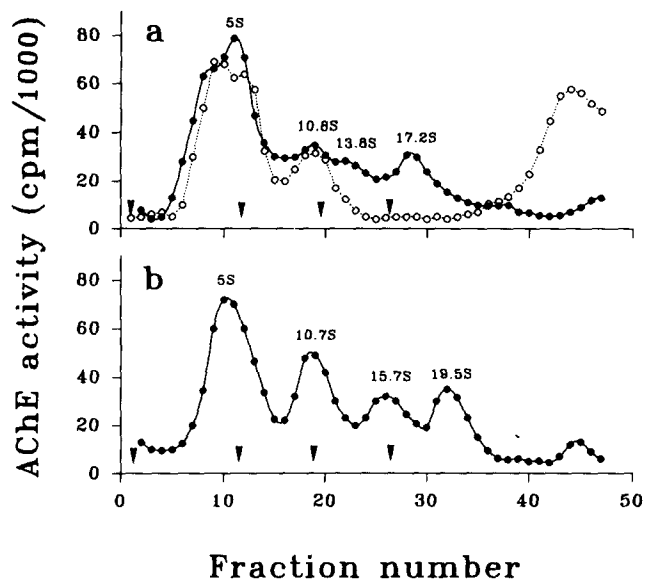 a
5S
10.8S
13.8S
17.2S
80
60
40
20
0
b
5S
10.7S
15.7S
19.5S
80
60
40
20
0
0 10 20 30 40 50
AChE activity (cpm/1000)
Fraction number